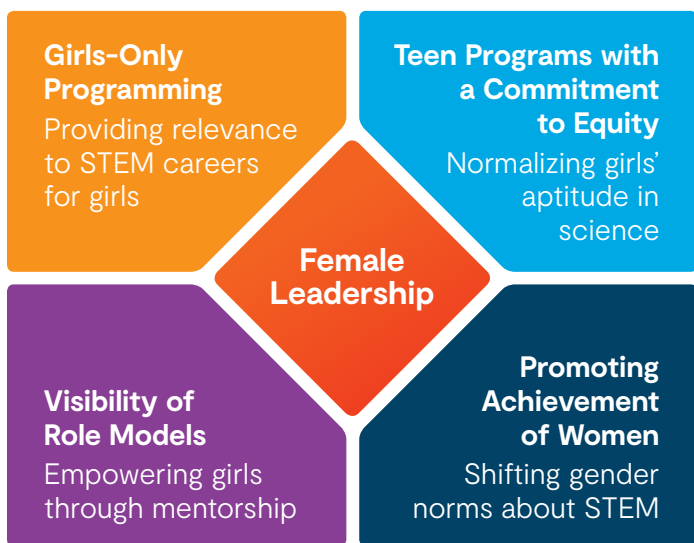 Girls-Only
Programming
Providing relevance
to STEM careers
for girls
Teen Programs with
a Commitment
to Equity
Normalizing girls’
aptitude in
science
Female
Leadership
Visibility of
Role Models
Empowering girls
through mentorship
Promoting
Achievement
of Women
Shifting gender
norms about STEM